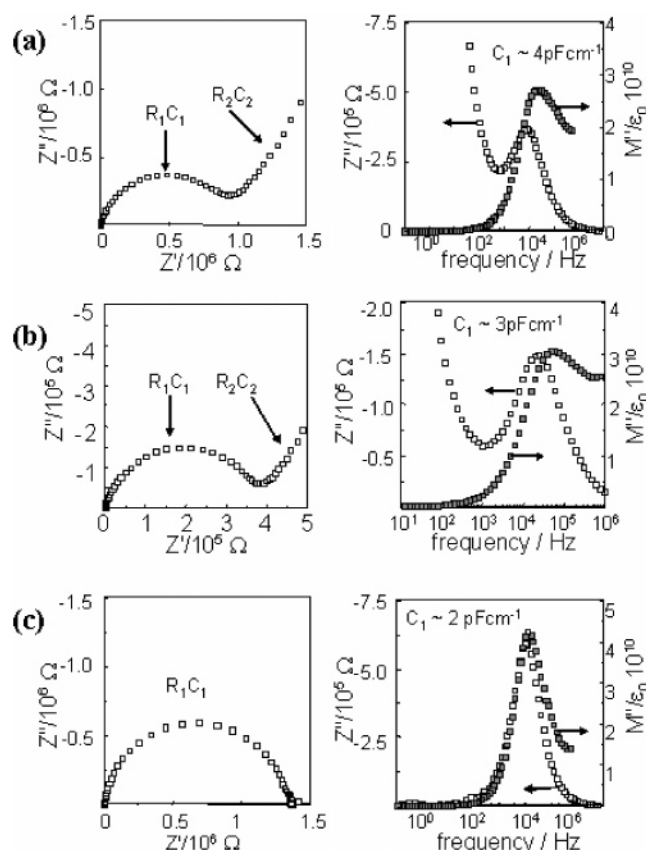 (a)
-1.5
-1.0
-0.5
0
Z''/10⁶ Ω
R₁C₁
R₂C₂
0 0.5 1.0 1.5
Z'/10⁶ Ω
-7.5
-5.0
-2.5
0
Z''/10⁵ Ω
C₁ ~ 4pFcm⁻¹
4
3
2
1
0
M''/ε₀ 10¹⁰
10⁰ 10² 10⁴ 10⁶
frequency / Hz
(b)
-5
-4
-3
-2
-1
Z''/10⁵ Ω
R₁C₁
R₂C₂
0 1 2 3 4 5
Z'/10⁵ Ω
-2.0
-1.5
-1.0
-0.5
Z''/10⁵ Ω
C₁ ~ 3pFcm⁻¹
4
3
2
1
M''/ε₀ 10¹⁰
10¹ 10² 10³ 10⁴ 10⁵ 10⁶
frequency / Hz
(c)
-1.5
-1.0
-0.5
0
Z''/10⁶ Ω
R₁C₁
0 0.5 1.0 1.5
Z'/10⁶ Ω
-7.5
-5.0
-2.5
Z''/10⁵ Ω
C₁ ~ 2 pFcm⁻¹
5
4
3
2
1
M''/ε₀ 10¹⁰
10⁰ 10² 10⁴ 10⁶
frequency / Hz